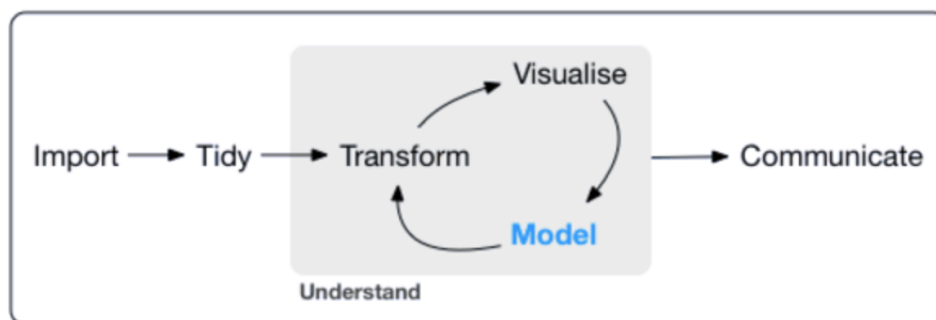 Visualise
Import Tidy Transform Communicate
Model
Understand